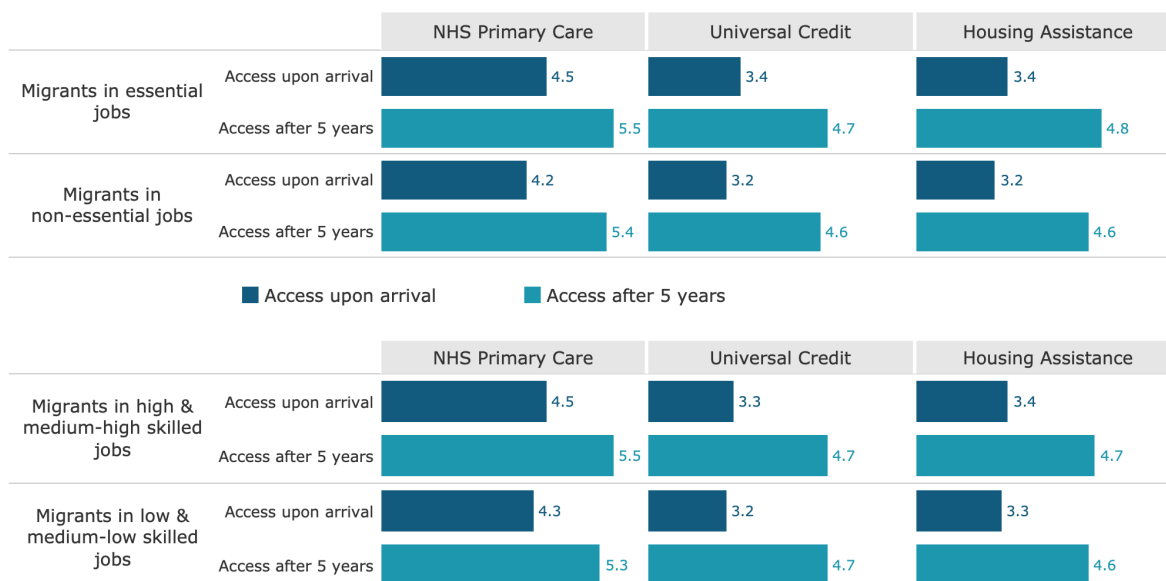 NHS Primary Care Universal Credit Housing Assistance
Migrants in essential
jobs
Access upon arrival 4.5 3.4 3.4
Access after 5 years 5.5 4.7 4.8
Migrants in
non-essential jobs
Access upon arrival 4.2 3.2 3.2
Access after 5 years 5.4 4.6 4.6
Access upon arrival Access after 5 years
NHS Primary Care Universal Credit Housing Assistance
Migrants in high &
medium-high skilled
jobs
Access upon arrival 4.5 3.3 3.4
Access after 5 years 5.5 4.7 4.7
Migrants in low &
medium-low skilled
jobs
Access upon arrival 4.3 3.2 3.3
Access after 5 years 5.3 4.7 4.6